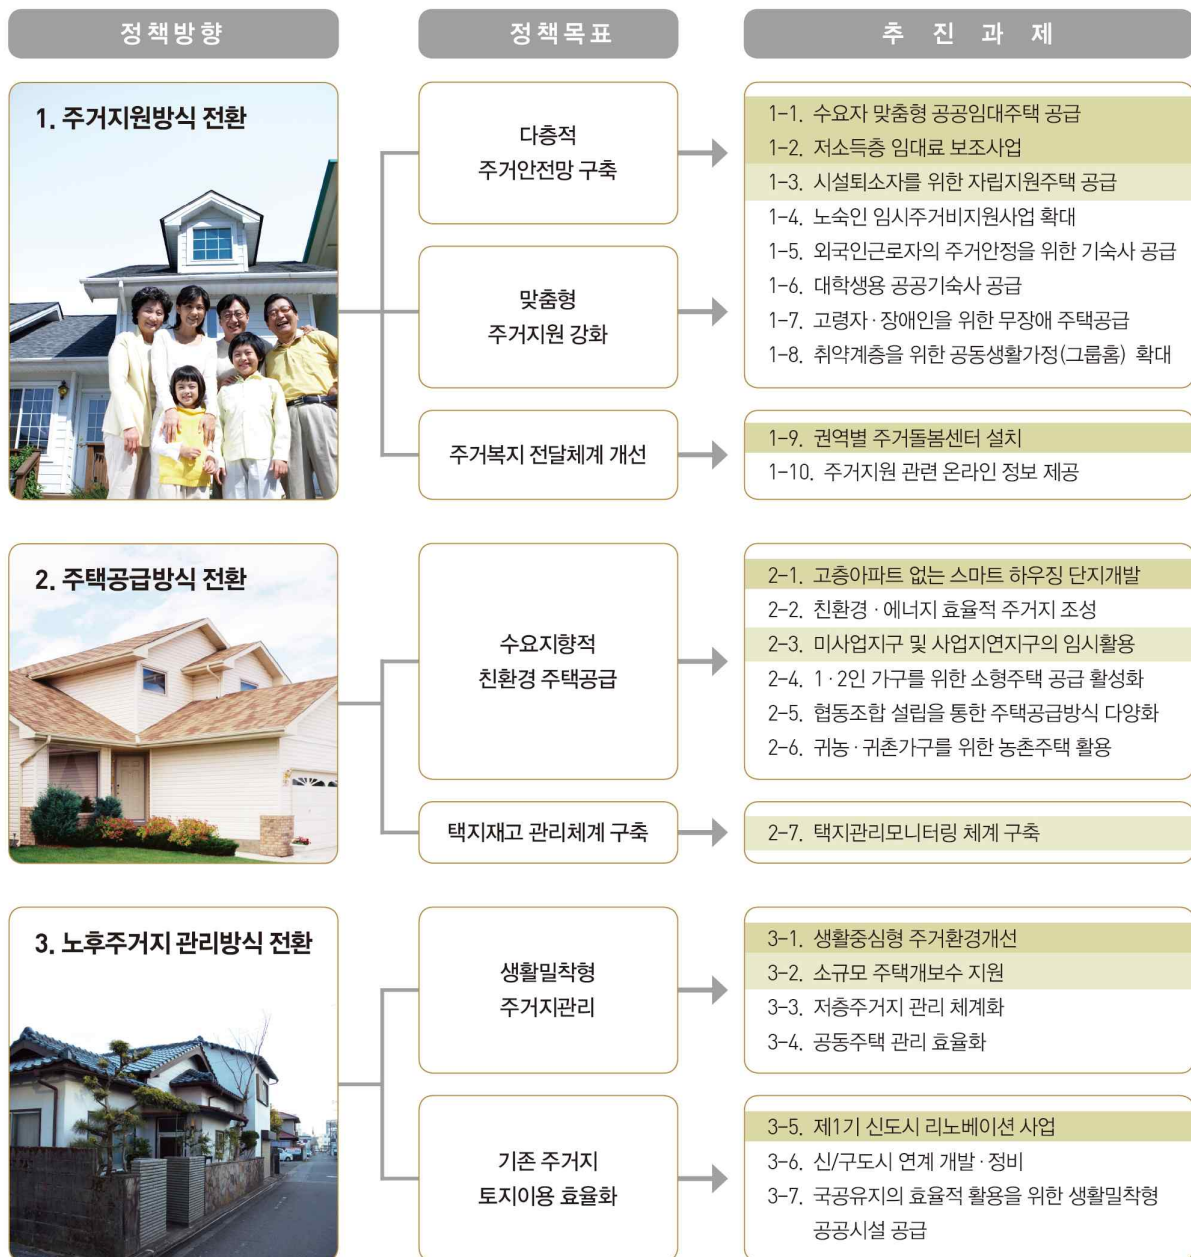 정책방향
정책목표
추진과제
1. 주거지원방식 전환
다층적
주거안전망 구축
1-1. 수요자 맞춤형 공공임대주택 공급
1-2. 저소득층 임대료 보조사업
1-3. 시설퇴소자를 위한 자립지원주택 공급
1-4. 노숙인 임시주거비지원사업 확대
1-5. 외국인근로자의 주거안정을 위한 기숙사 공급
1-6. 대학생용 공공기숙사 공급
1-7. 고령자·장애인을 위한 무장애 주택공급
1-8. 취약계층을 위한 공동생활가정(그룹홈) 확대
맞춤형
주거지원 강화
주거복지 전달체계 개선
1-9. 권역별 주거돌봄센터 설치
1-10. 주거지원 관련 온라인 정보 제공
2. 주택공급방식 전환
수요지향적
친환경 주택공급
2-1. 고층아파트 없는 스마트 하우징 단지개발
2-2. 친환경·에너지 효율적 주거지 조성
2-3. 미사업지구 및 사업지연지구의 임시활용
2-4. 1·2인 가구를 위한 소형주택 공급 활성화
2-5. 협동조합 설립을 통한 주택공급방식 다양화
2-6. 귀농·귀촌가구를 위한 농촌주택 활용
택지재고 관리체계 구축
2-7. 택지관리모니터링 체계 구축
3. 노후주거지 관리방식 전환
생활밀착형
주거지관리
3-1. 생활중심형 주거환경개선
3-2. 소규모 주택개보수 지원
3-3. 저층주거지 관리 체계화
3-4. 공동주택 관리 효율화
기존 주거지
토지이용 효율화
3-5. 제1기 신도시 리노베이션 사업
3-6. 신/구도시 연계 개발·정비
3-7. 국공유지의 효율적 활용을 위한 생활밀착형
공공시설 공급